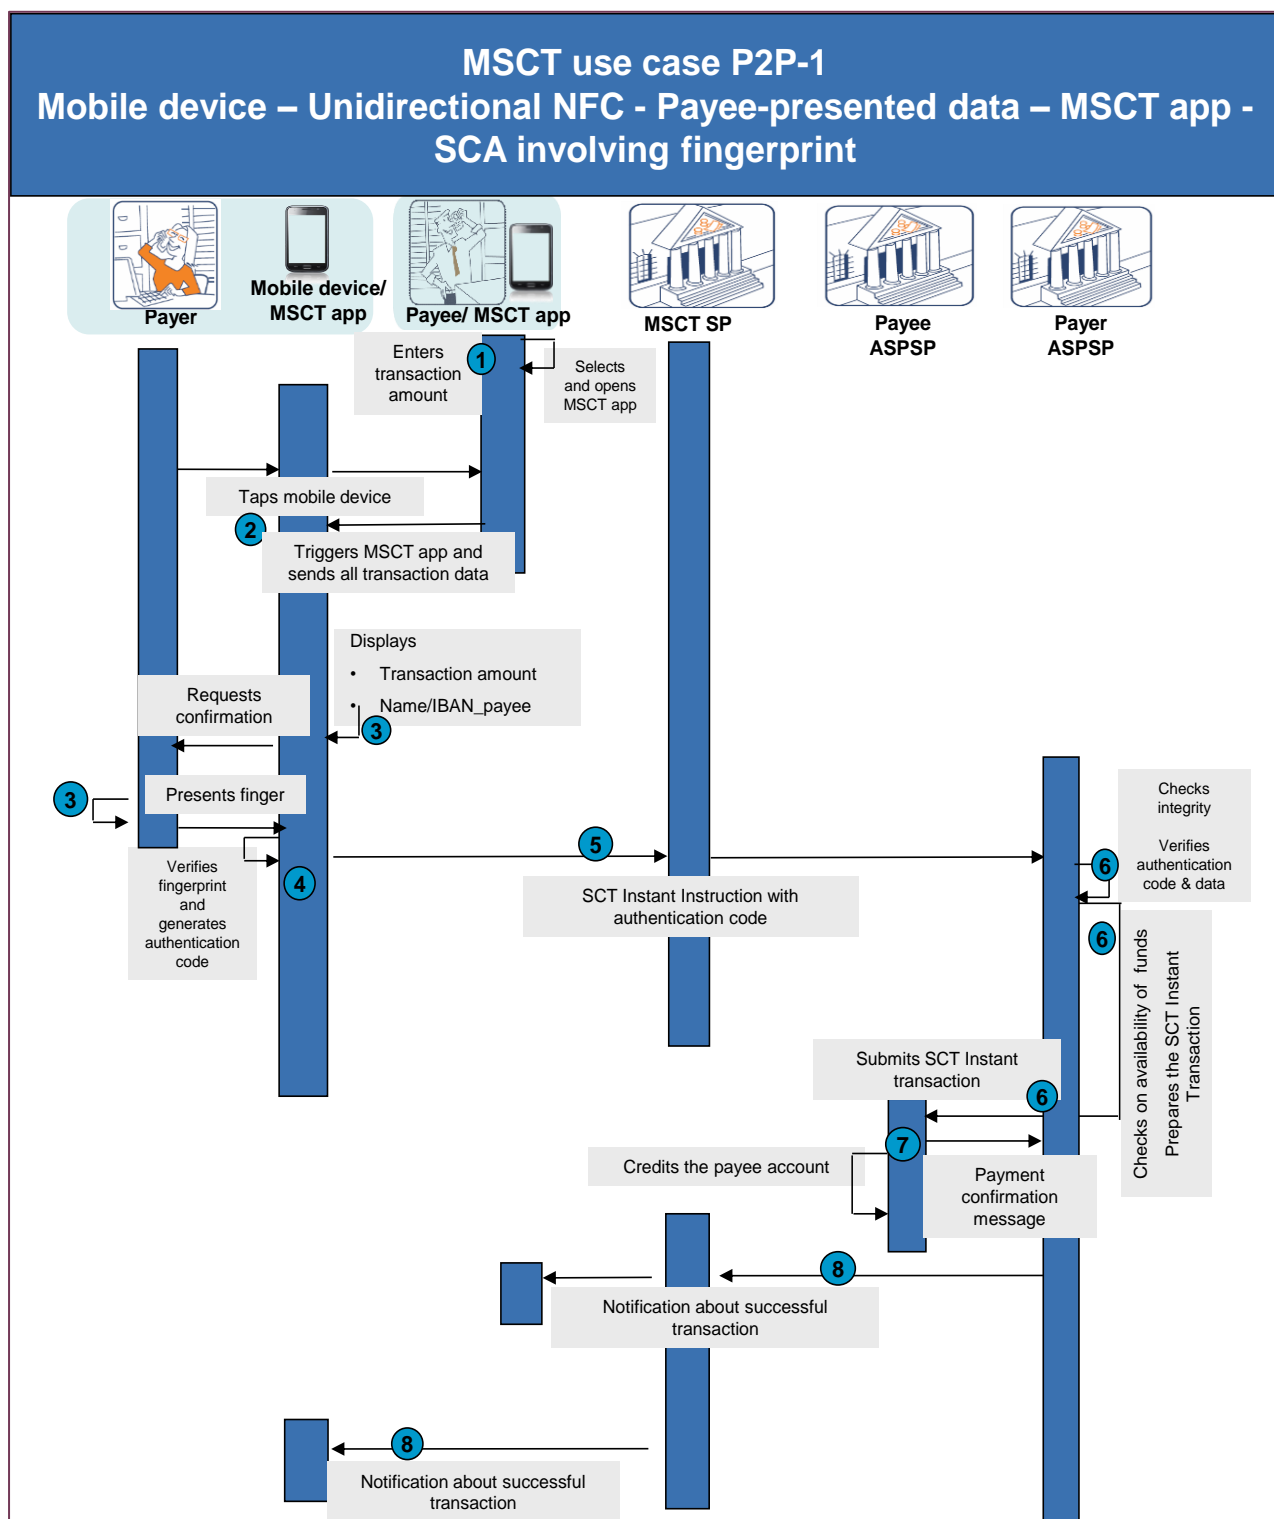 MSCT use case P2P-1
Mobile device – Unidirectional NFC - Payee-presented data – MSCT app -
SCA involving fingerprint
Payer
Mobile device/
MSCT app
Payee/ MSCT app
MSCT SP
Payee
ASPSP
Payer
ASPSP
Enters
transaction
amount
1
Selects
and opens
MSCT app
Taps mobile device
2
Triggers MSCT app and
sends all transaction data
Displays
• Transaction amount
• Name/IBAN_payee
3
Requests
confirmation
3
Presents finger
Verifies
fingerprint
and
generates
authentication
code
4
5
SCT Instant Instruction with
authentication code
Checks
integrity
Verifies
authentication
code & data
6
6
Checks on availability of funds
Prepares the SCT Instant
Transaction
Submits SCT Instant
transaction
6
7
Credits the payee account
Payment
confirmation
message
8
Notification about successful
transaction
8
Notification about successful
transaction